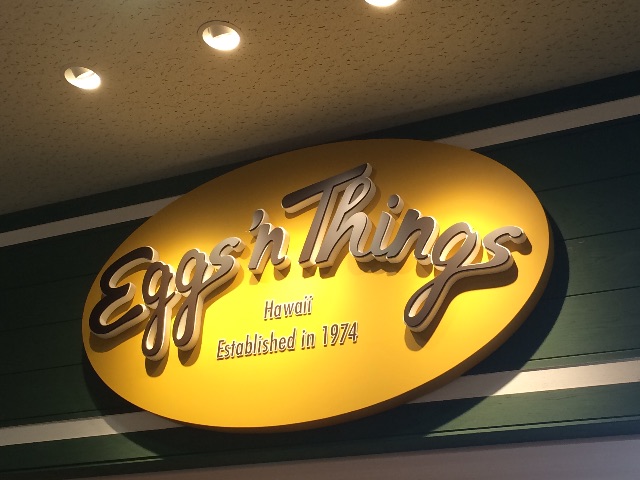 Eggs 'n Things
Hawaii
Established in 1974